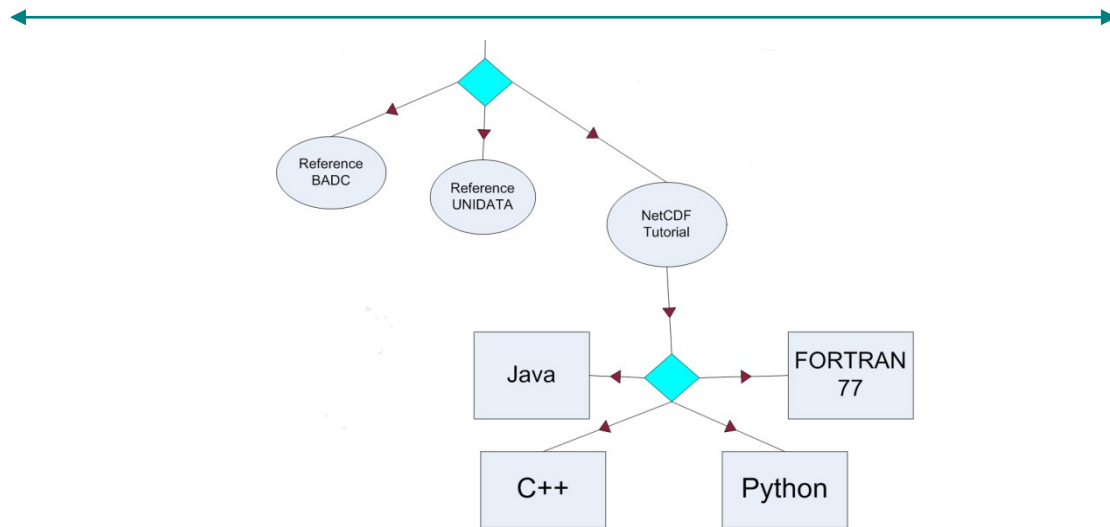 Reference
BADC
Reference
UNIDATA
NetCDF
Tutorial
Java
FORTRAN
77
C++
Python